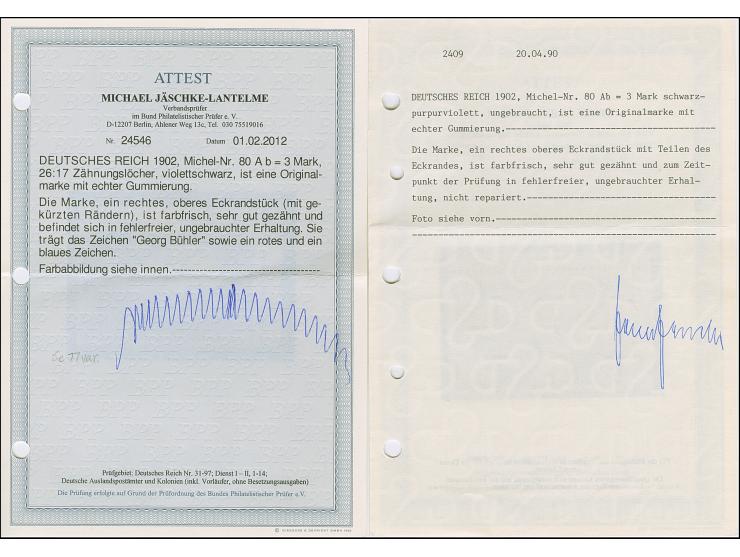 ATTEST
MICHAEL JÄSCHKE-LANTELME
Verbandsprüfer
im Bund Philatelistischer Prüfer e. V.
D-12207 Berlin, Ahlener Weg 13c, Tel. 030 75519016
Nr. 24546 Datum 01.02.2012
DEUTSCHES REICH 1902, Michel-Nr. 80 A b = 3 Mark,
26:17 Zähnungslöcher, violettschwarz, ist eine Original-
marke mit echter Gummierung.
Die Marke, ein rechtes, oberes Eckrandstück (mit ge-
kürzten Rändern), ist farbfrisch, sehr gut gezähnt und
befindet sich in fehlerfreier, ungebrauchter Erhaltung. Sie
trägt das Zeichen "Georg Bühler" sowie ein rotes und ein
blaues Zeichen.
Farbabbildung siehe innen.--------------------------------
Sc 77var.
Prüfgebiet: Deutsches Reich Nr. 31-97; Dienst I – II, 1-14;
Deutsche Auslandspostämter und Kolonien (inkl. Vorläufer, ohne Besetzungsausgaben)
Die Prüfung erfolgte auf Grund der Prüfordnung des Bundes Philatelistischer Prüfer e.V.
2409 20.04.90
DEUTSCHES REICH 1902, Michel-Nr. 80 Ab = 3 Mark schwarz-
purpurviolett, ungebraucht, ist eine Originalmarke mit
echter Gummierung.------------------------------------
Die Marke, ein rechtes oberes Eckrandstück mit Teilen des
Eckrandes, ist farbfrisch, sehr gut gezähnt und zum Zeit-
punkt der Prüfung in fehlerfreier, ungebrauchter Erhal-
tung, nicht repariert.--------------------------------
Foto siehe vorn.--------------------------------------